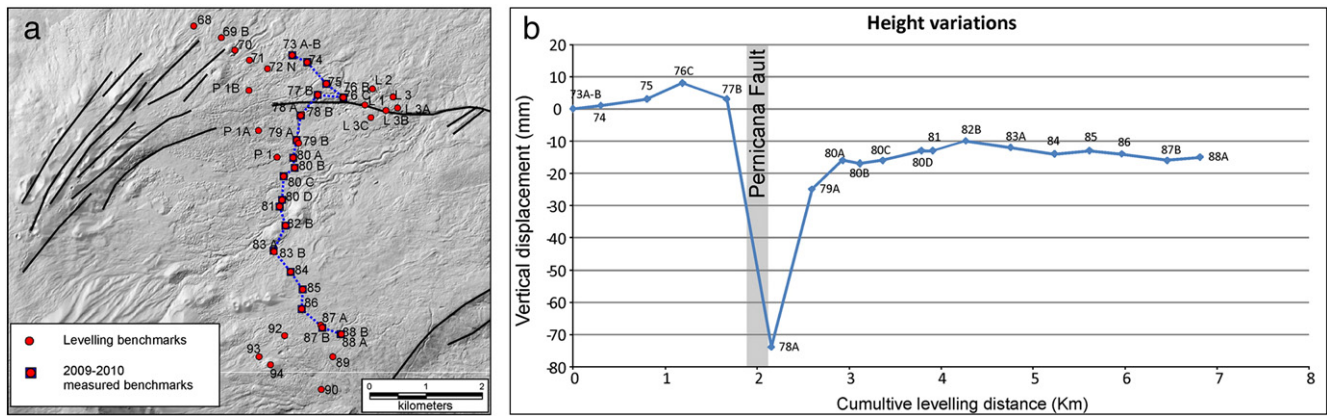 a
68
69 B
70
71
72 N
73 A-B
74
75
76 B
76 C
77 B
L 2
L 3
L 1
L 3A
L 3B
L 3C
P 1B
78 A
78 B
P 1A
79 A
79 B
P 1
80 A
80 B
80 C
80 D
81
82 B
83 A
83 B
84
85
86
87 A
87 B
88 B
88 A
92
93
94
89
90
Levelling benchmarks
2009-2010
measured benchmarks
0 1 2
kilometers
b
Height variations
Vertical displacement (mm)
20
10
0
-10
-20
-30
-40
-50
-60
-70
-80
73A-B
74
75
76C
77B
Pernicana Fault
78A
79A
80A
80B
80C
80D
81
82B
83A
84
85
86
87B
88A
0 1 2 3 4 5 6 7 8
Cumultive levelling distance (Km)